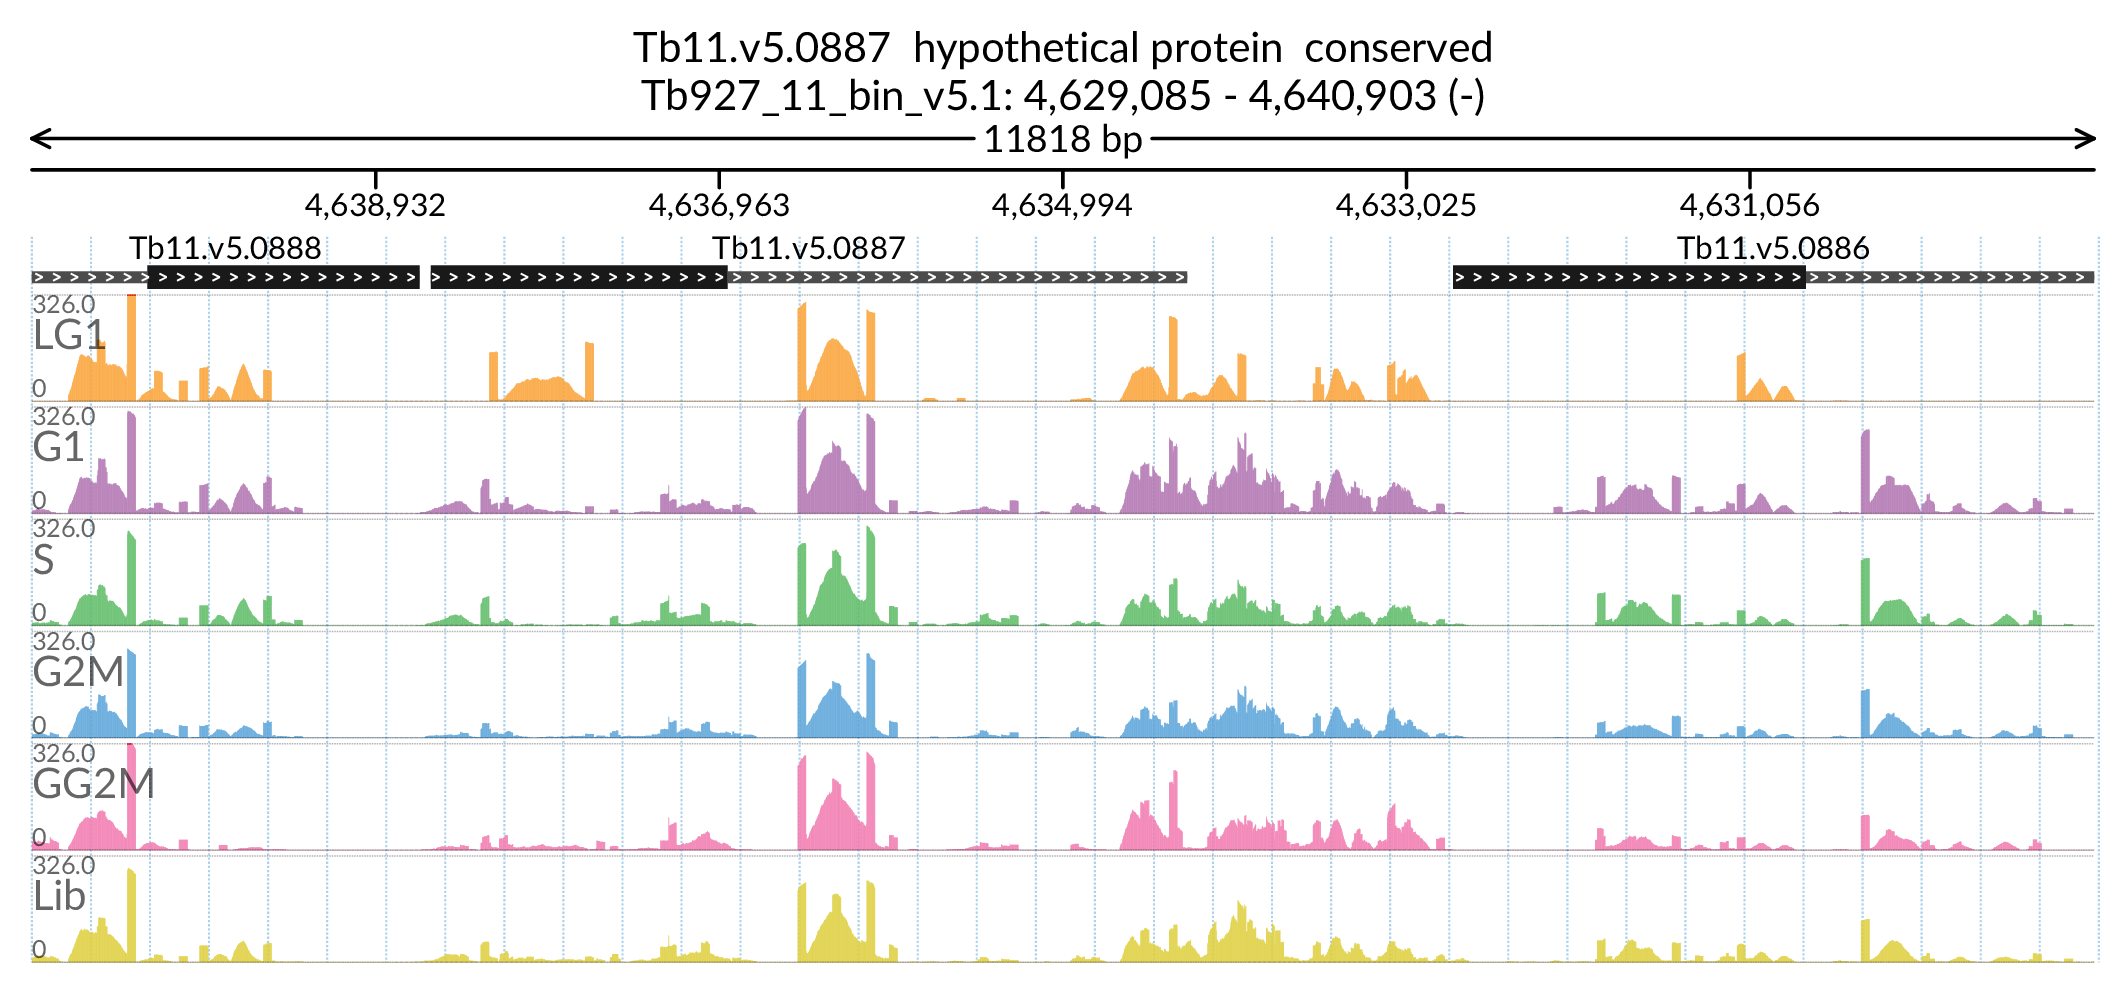 Tb11.v5.0887 hypothetical protein conserved
Tb927_11_bin_v5.1: 4,629,085 - 4,640,903 (-)
11818 bp
4,638,932 4,636,963 4,634,994 4,633,025 4,631,056
Tb11.v5.0888 Tb11.v5.0887 Tb11.v5.0886
326.0
LG1
0
326.0
G1
0
326.0
S
0
326.0
G2M
0
326.0
GG2M
0
326.0
Lib
0